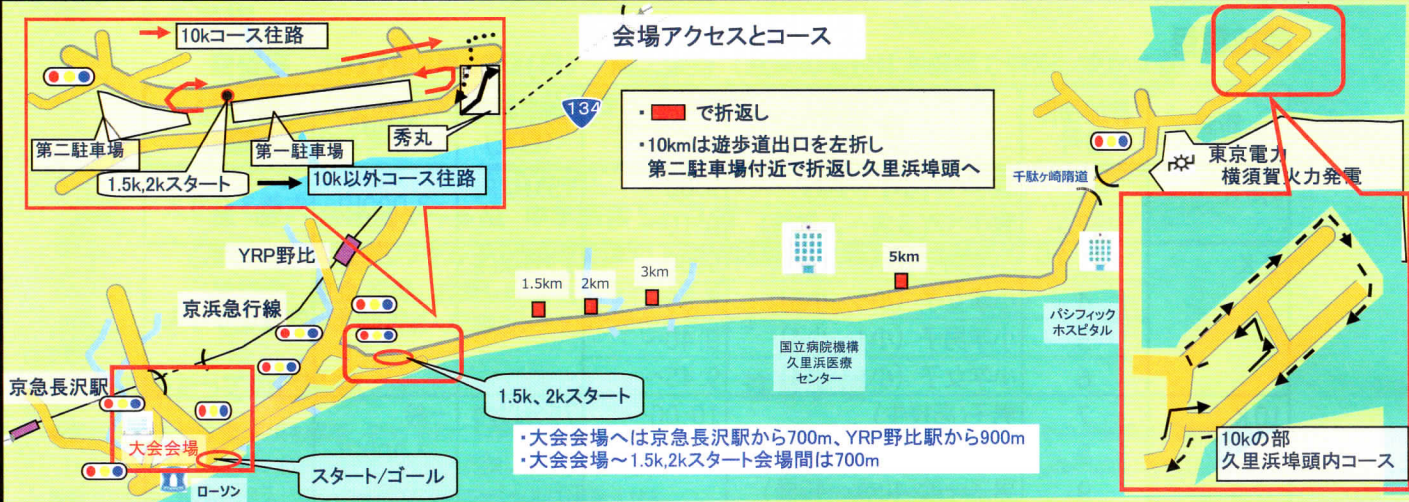 会場アクセスとコース
10kコース往路
第二駐車場
第一駐車場
秀丸
1.5k,2kスタート
10k以外コース往路
134
・ で折返し
・10kmは遊歩道出口を左折し
第二駐車場付近で折返し久里浜埠頭へ
東京電力
横須賀火力発電
千駄ヶ崎隋道
YRP野比
京浜急行線
京急長沢駅
1.5km
2km
3km
5km
国立病院機構
久里浜医療
センター
パシフィック
ホスピタル
1.5k、2kスタート
大会会場
スタート/ゴール
ローソン
・大会会場へは京急長沢駅から700m、YRP野比駅から900m
・大会会場～1.5k,2kスタート会場間は700m
10kの部
久里浜埠頭内コース